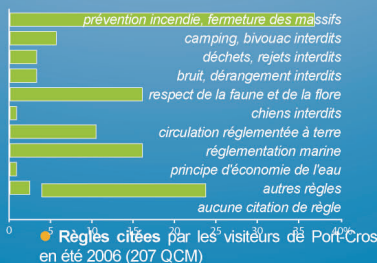 prévention incendie, fermeture des massifs
camping, bivouac interdits
déchets, rejets interdits
bruit, dérangement interdits
respect de la faune et de la flore
chiens interdits
circulation réglementée à terre
réglementation marine
principe d'économie de l'eau
autres règles
aucune citation de règle
0 5 10 15 20 25 30 35 40%
Règles citées par les visiteurs de Port-Cros
en été 2006 (207 QCM)